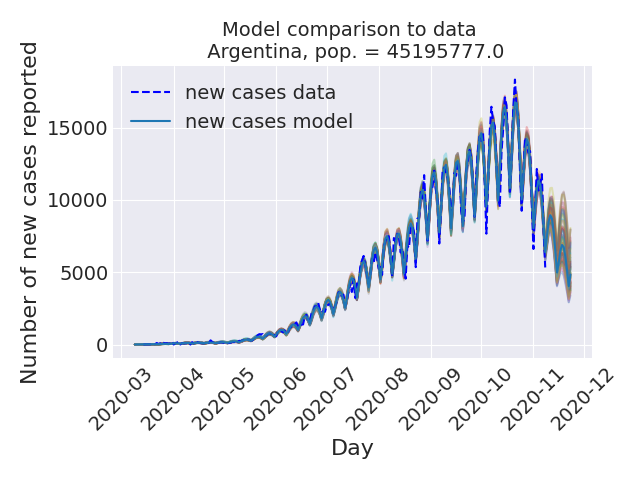 Model comparison to data
Argentina, pop. = 45195777.0
new cases data
new cases model
Number of new cases reported
15000
10000
5000
0
2020-03
2020-04
2020-05
2020-06
2020-07
2020-08
2020-09
2020-10
2020-11
2020-12
Day